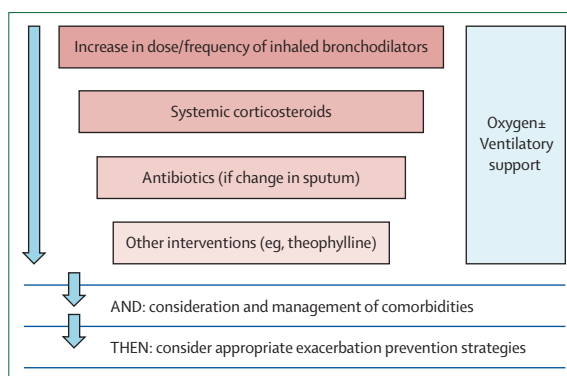 Increase in dose/frequency of inhaled bronchodilators
Systemic corticosteroids
Antibiotics (if change in sputum)
Other interventions (eg, theophylline)
Oxygen±
Ventilatory
support
AND: consideration and management of comorbidities
THEN: consider appropriate exacerbation prevention strategies